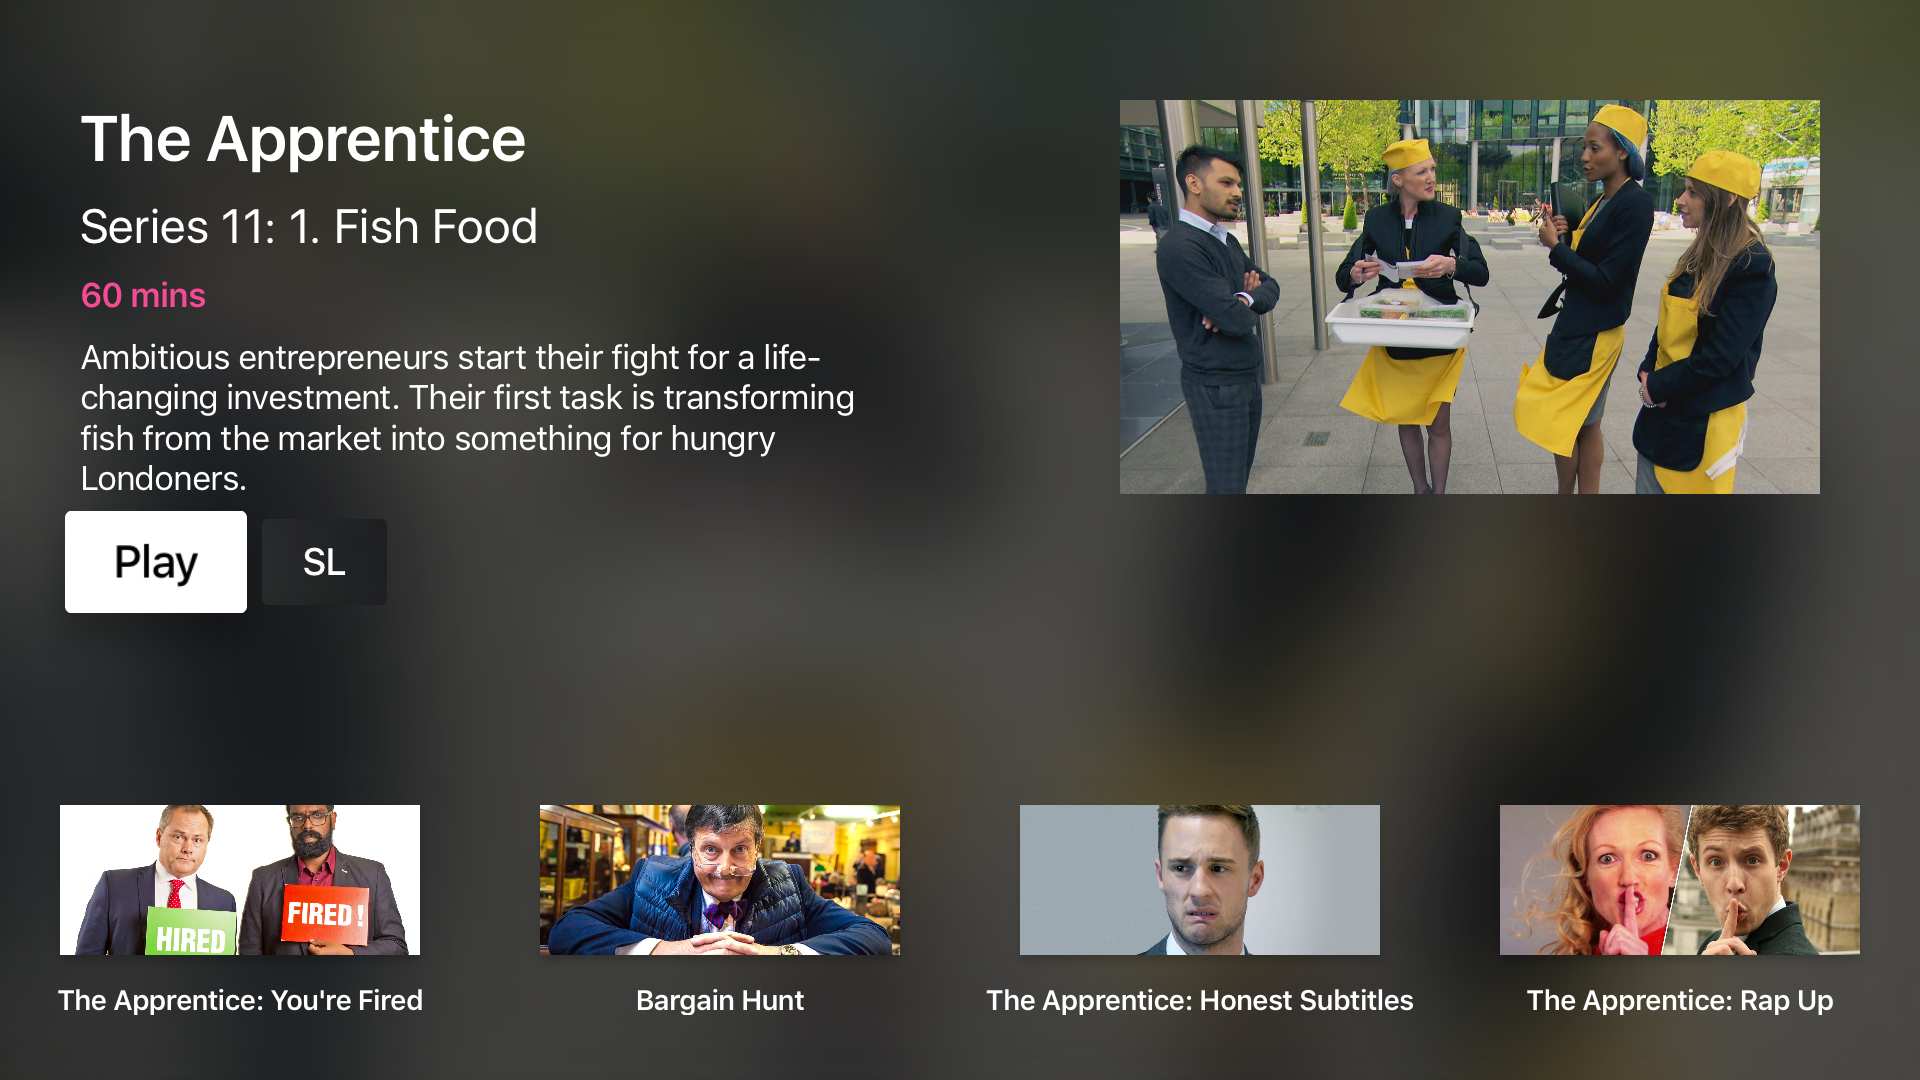 The Apprentice
Series 11: 1. Fish Food
60 mins
Ambitious entrepreneurs start their fight for a life-
changing investment. Their first task is transforming
fish from the market into something for hungry
Londoners.
Play
SL
HIRED
FIRED!
The Apprentice: You're Fired
Bargain Hunt
The Apprentice: Honest Subtitles
The Apprentice: Rap Up